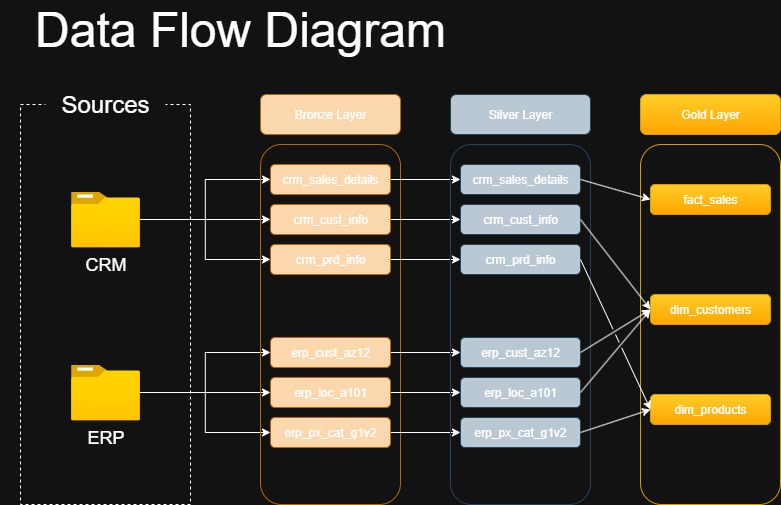 Data Flow Diagram
Sources
Bronze Layer
Silver Layer
Gold Layer
crm_sales_details
crm_sales_details
fact_sales
crm_cust_info
crm_cust_info
CRM
crm_prd_info
crm_prd_info
dim_customers
erp_cust_az12
erp_cust_az12
erp_loc_a101
erp_loc_a101
dim_products
ERP
erp_px_cat_g1v2
erp_px_cat_g1v2